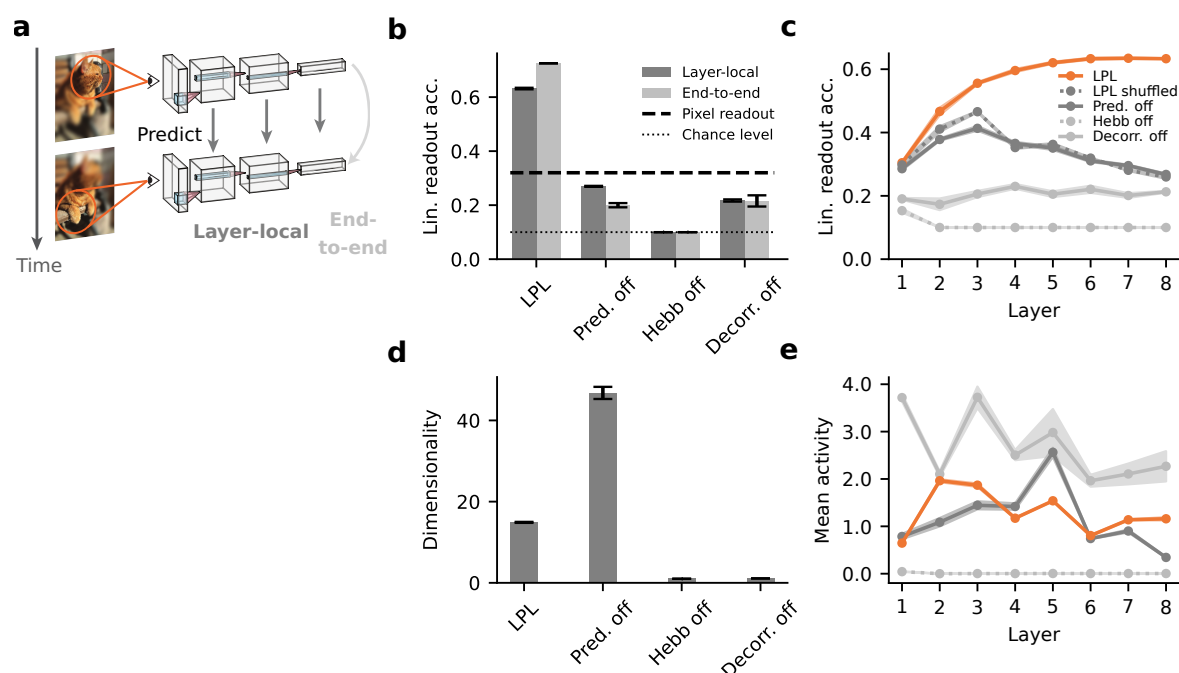 a
Predict
Layer-local
End-
to-end
Time
b
Lin. readout acc.
0.6
0.4
0.2
0.0
Layer-local
End-to-end
Pixel readout
Chance level
LPL
Pred. off
Hebb off
Decorr. off
c
Lin. readout acc.
0.6
0.4
0.2
0.0
LPL
LPL shuffled
Pred. off
Hebb off
Decorr. off
1 2 3 4 5 6 7 8
Layer
d
Dimensionality
40
20
0
LPL
Pred. off
Hebb off
Decorr. off
e
Mean activity
4.0
3.0
2.0
1.0
0.0
1 2 3 4 5 6 7 8
Layer